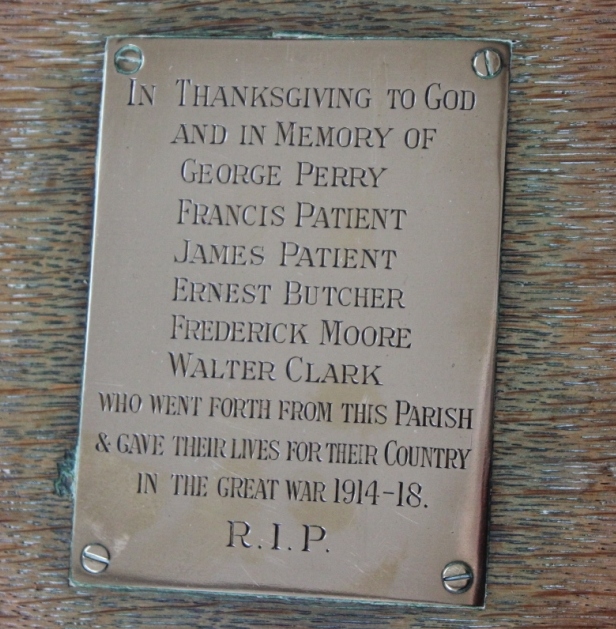 In Thanksgiving to God
and in Memory of
George Perry
Francis Patient
James Patient
Ernest Butcher
Frederick Moore
Walter Clark
who went forth from this Parish
& gave their lives for their Country
in the great war 1914-18.
R.I.P.